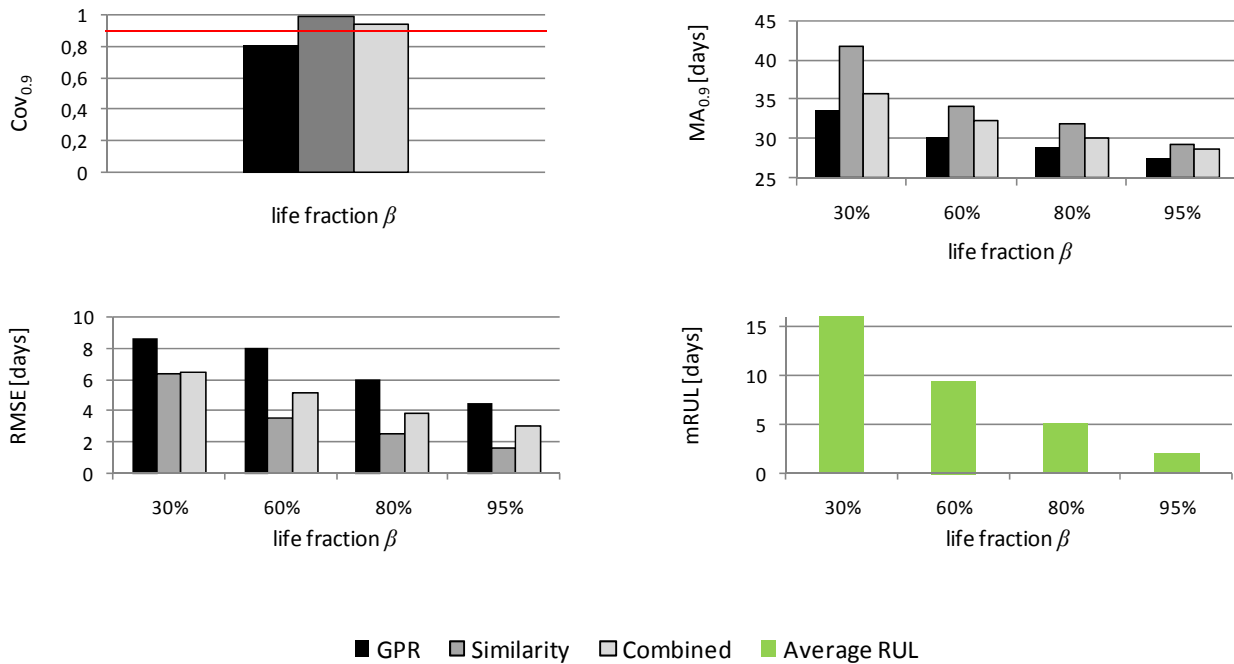 Cov0.9
1
0,8
0,6
0,4
0,2
0
life fraction β
MA0.9 [days]
45
40
35
30
25
30% 60% 80% 95%
life fraction β
RMSE [days]
10
8
6
4
2
0
30% 60% 80% 95%
life fraction β
mRUL [days]
15
10
5
0
30% 60% 80% 95%
life fraction β
GPR Similarity Combined Average RUL